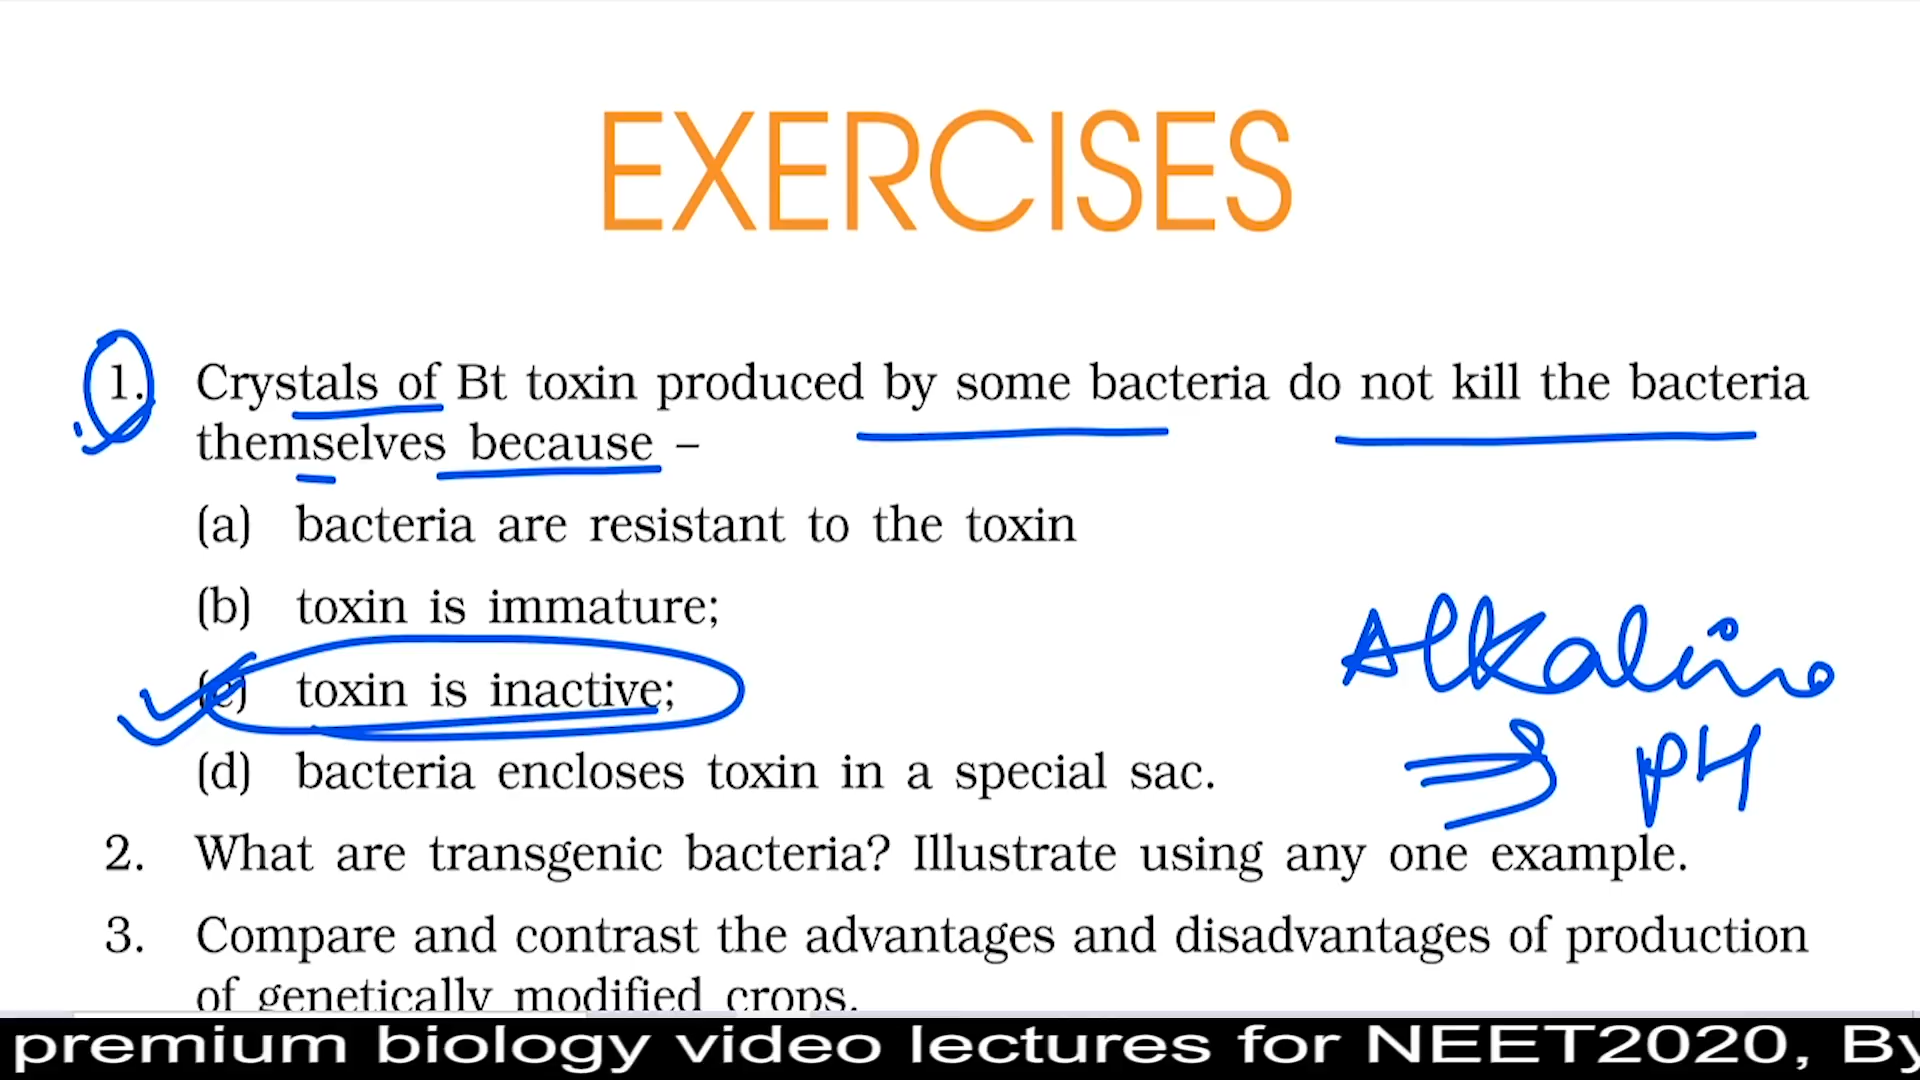 EXERCISES
1. Crystals of Bt toxin produced by some bacteria do not kill the bacteria
themselves because –
(a) bacteria are resistant to the toxin
(b) toxin is immature;
(c) toxin is inactive;
(d) bacteria encloses toxin in a special sac.
Alkaline
pH
2. What are transgenic bacteria? Illustrate using any one example.
3. Compare and contrast the advantages and disadvantages of production
of genetically modified crops.
premium biology video lectures for NEET2020, By